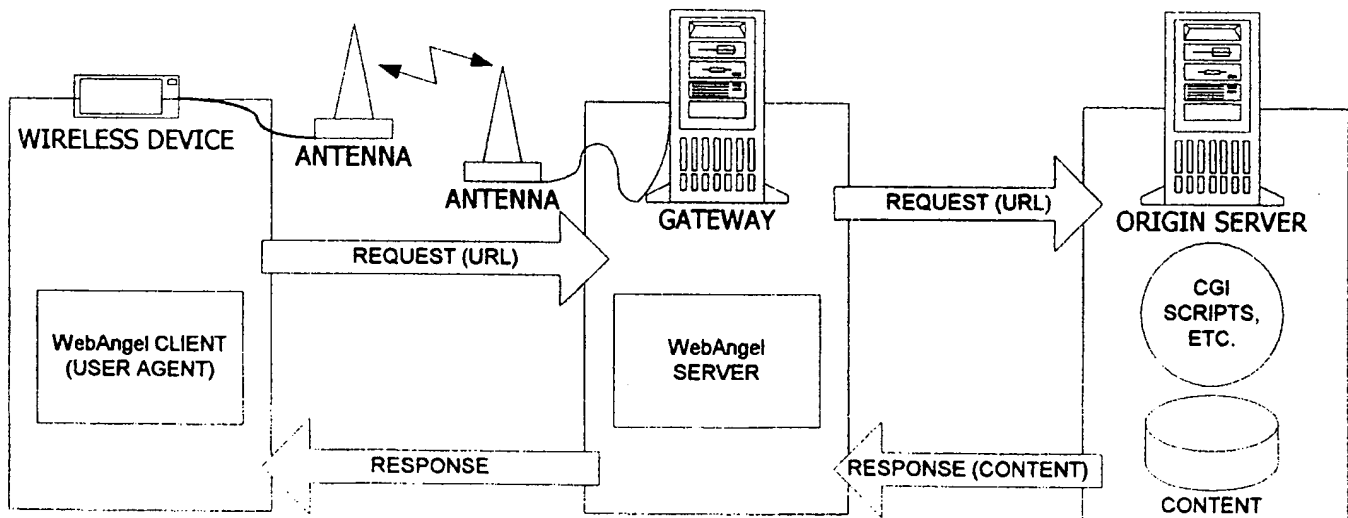 WIRELESS DEVICE
ANTENNA
ANTENNA
GATEWAY
ORIGIN SERVER
REQUEST (URL)
REQUEST (URL)
WebAngel CLIENT
(USER AGENT)
WebAngel
SERVER
CGI
SCRIPTS,
ETC.
RESPONSE
RESPONSE (CONTENT)
CONTENT